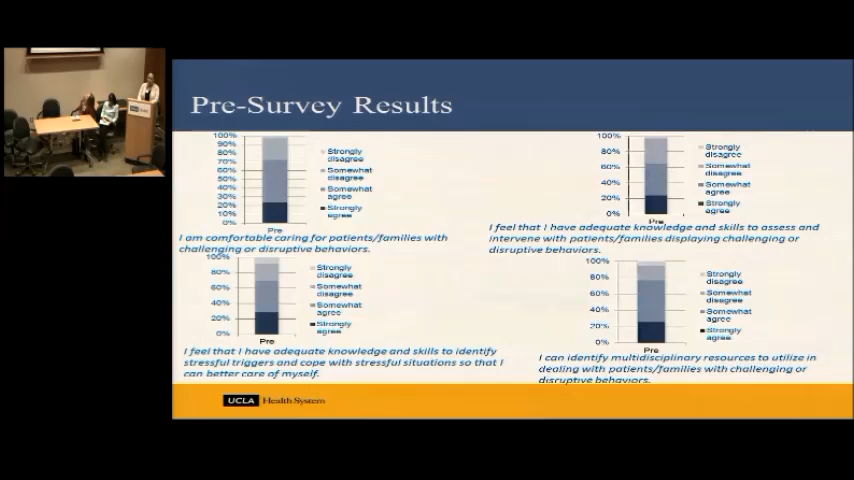 Pre-Survey Results
100%
90%
80%
70%
60%
50%
40%
30%
20%
10%
0%
Pre
Strongly
disagree
Somewhat
disagree
Somewhat
agree
Strongly
agree
I am comfortable caring for patients/families with
challenging or disruptive behaviors.
100%
80%
60%
40%
20%
0%
Pre
Strongly
disagree
Somewhat
disagree
Somewhat
agree
Strongly
agree
I feel that I have adequate knowledge and skills to assess and
intervene with patients/families displaying challenging or
disruptive behaviors.
100%
80%
60%
40%
20%
0%
Pre
Strongly
disagree
Somewhat
disagree
Somewhat
agree
Strongly
agree
I feel that I have adequate knowledge and skills to identify
stressful triggers and cope with stressful situations so that I
can better care of myself.
100%
80%
60%
40%
20%
0%
Pre
Strongly
disagree
Somewhat
disagree
Somewhat
agree
Strongly
agree
I can identify multidisciplinary resources to utilize in
dealing with patients/families with challenging or
disruptive behaviors.
UCLA Health System